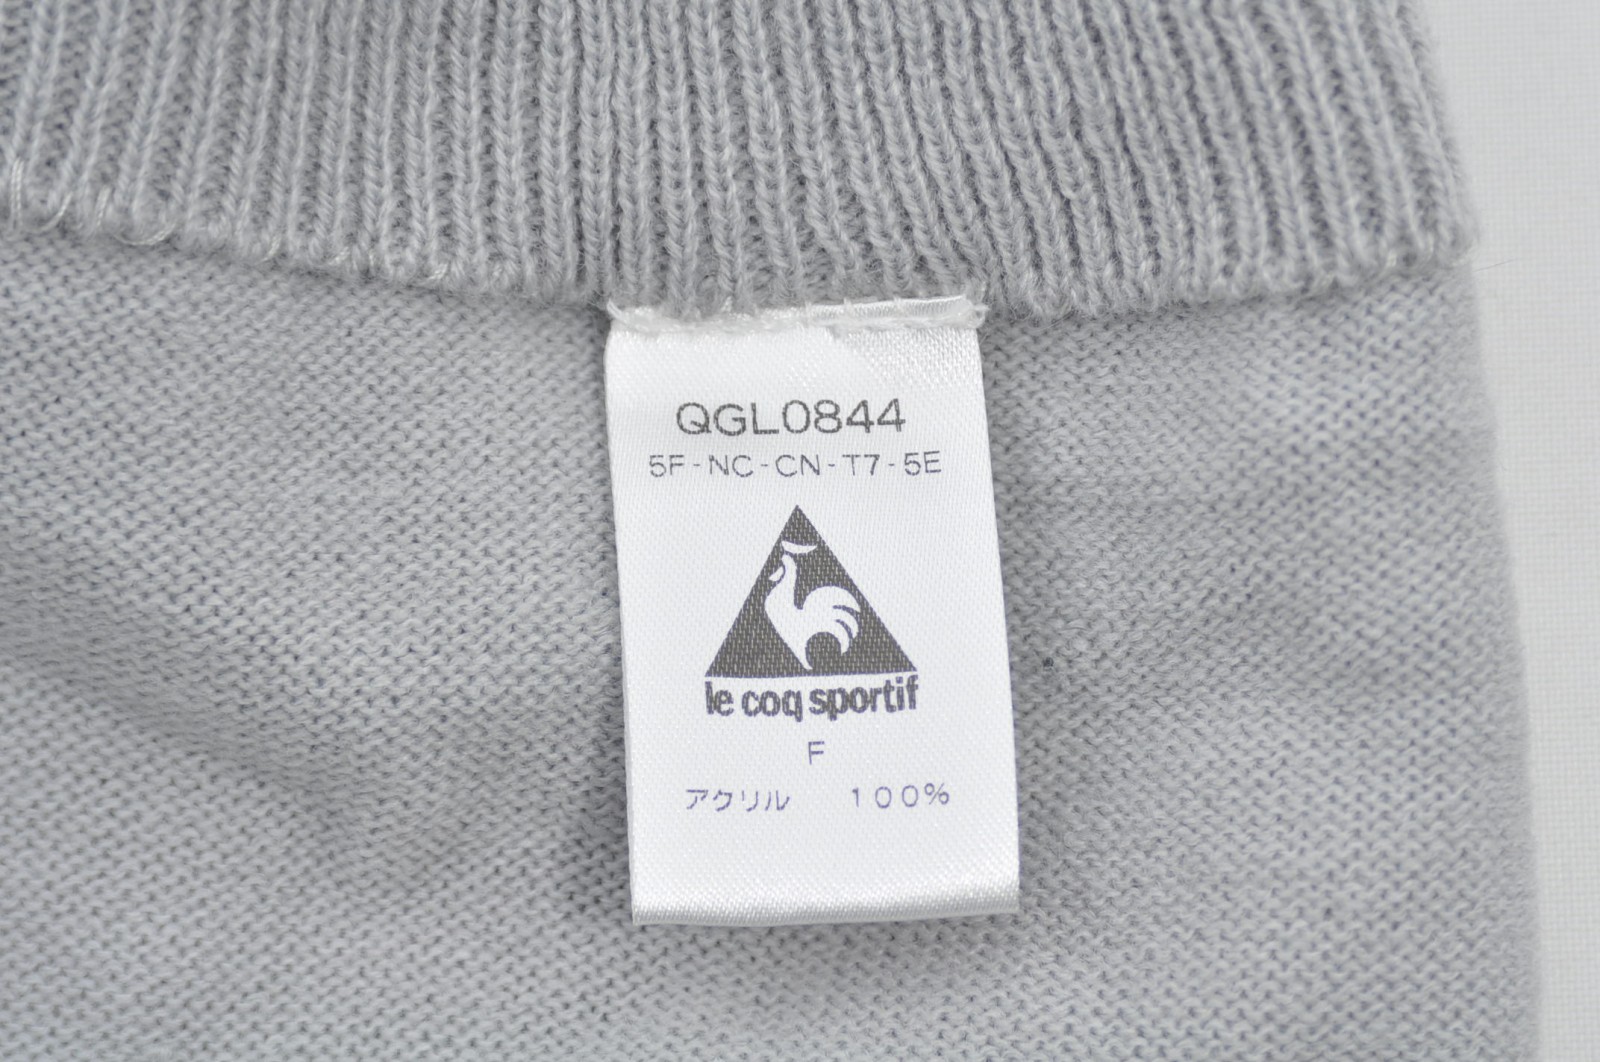 QGL0844
5F-NC-CN-T7-5E
le coq sportif
F
アクリル 100%